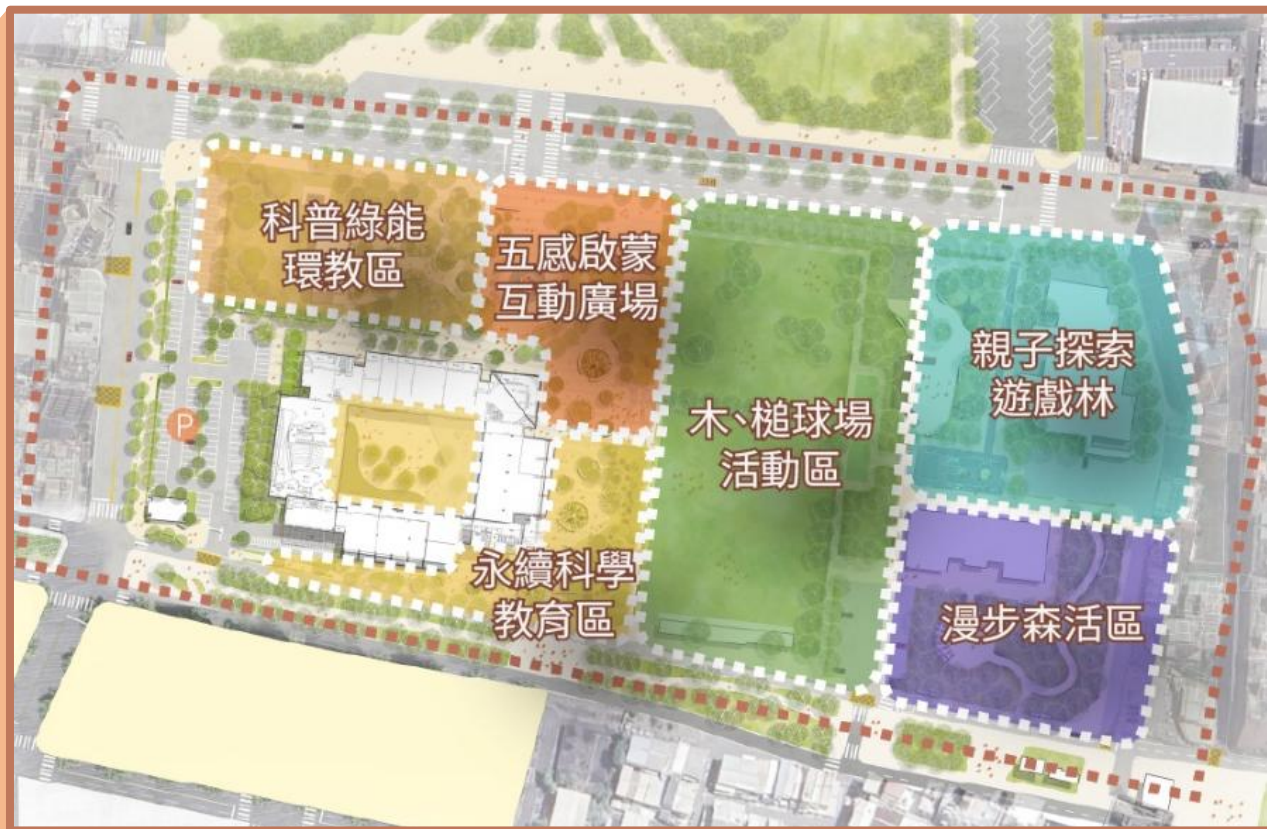 科普綠能
環教區
五感啟蒙
互動廣場
木、槌球場
活動區
親子探索
遊戲林
P
永續科學
教育區
漫步森活區